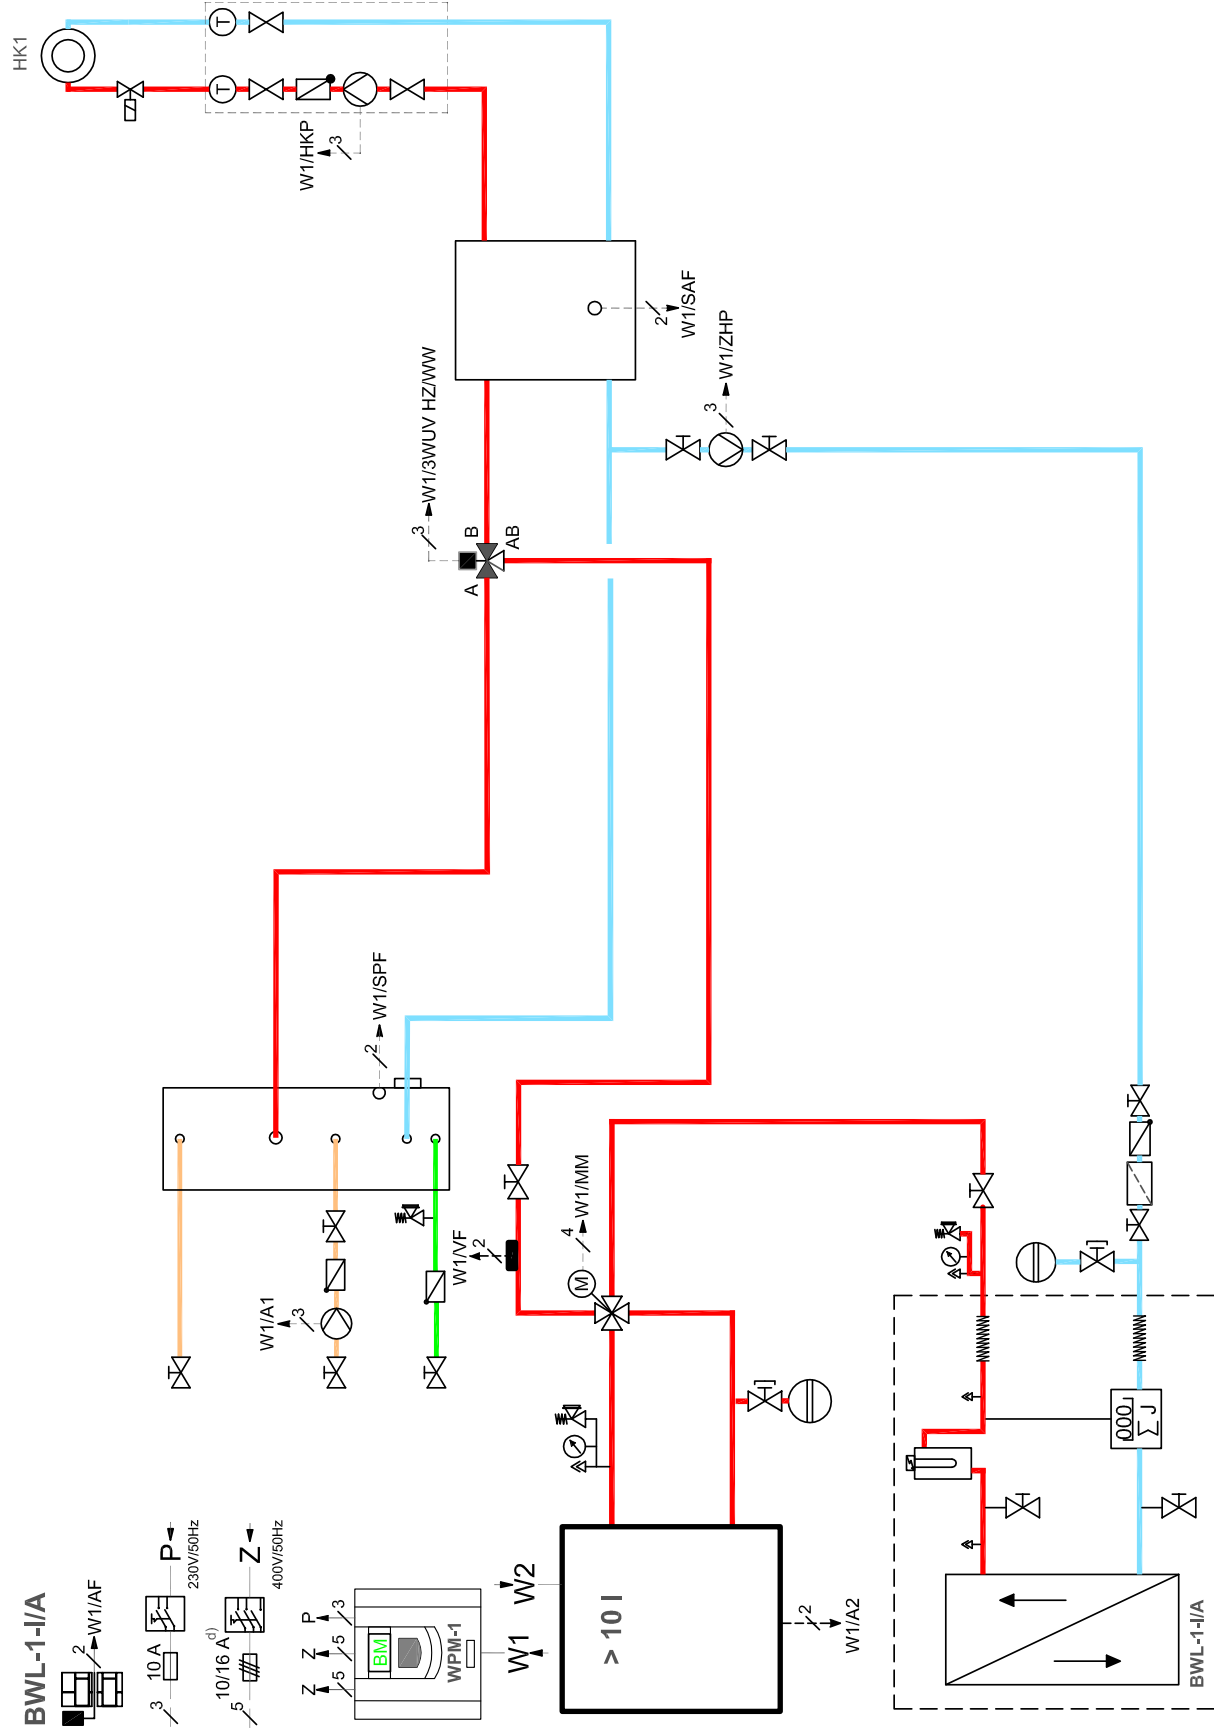 HK1
T
T
W1/HKP
3
W1/SAF
2
W1/3WUV HZ/WW
3
W1/ZHP
3
A
B
AB
W1/SPF
2
W1/VF
2
W1/MM
4
M
W1/A1
3
BWL-1-I/A
W1/AF
2
P
230V/50Hz
10 A
3
Z
400V/50Hz
10/16 A
d)
5
P
3
Z
5
Z
5
BM
WPM-1
W1
W2
> 10 l
W1/A2
2
000
Σ J
BWL-1-I/A